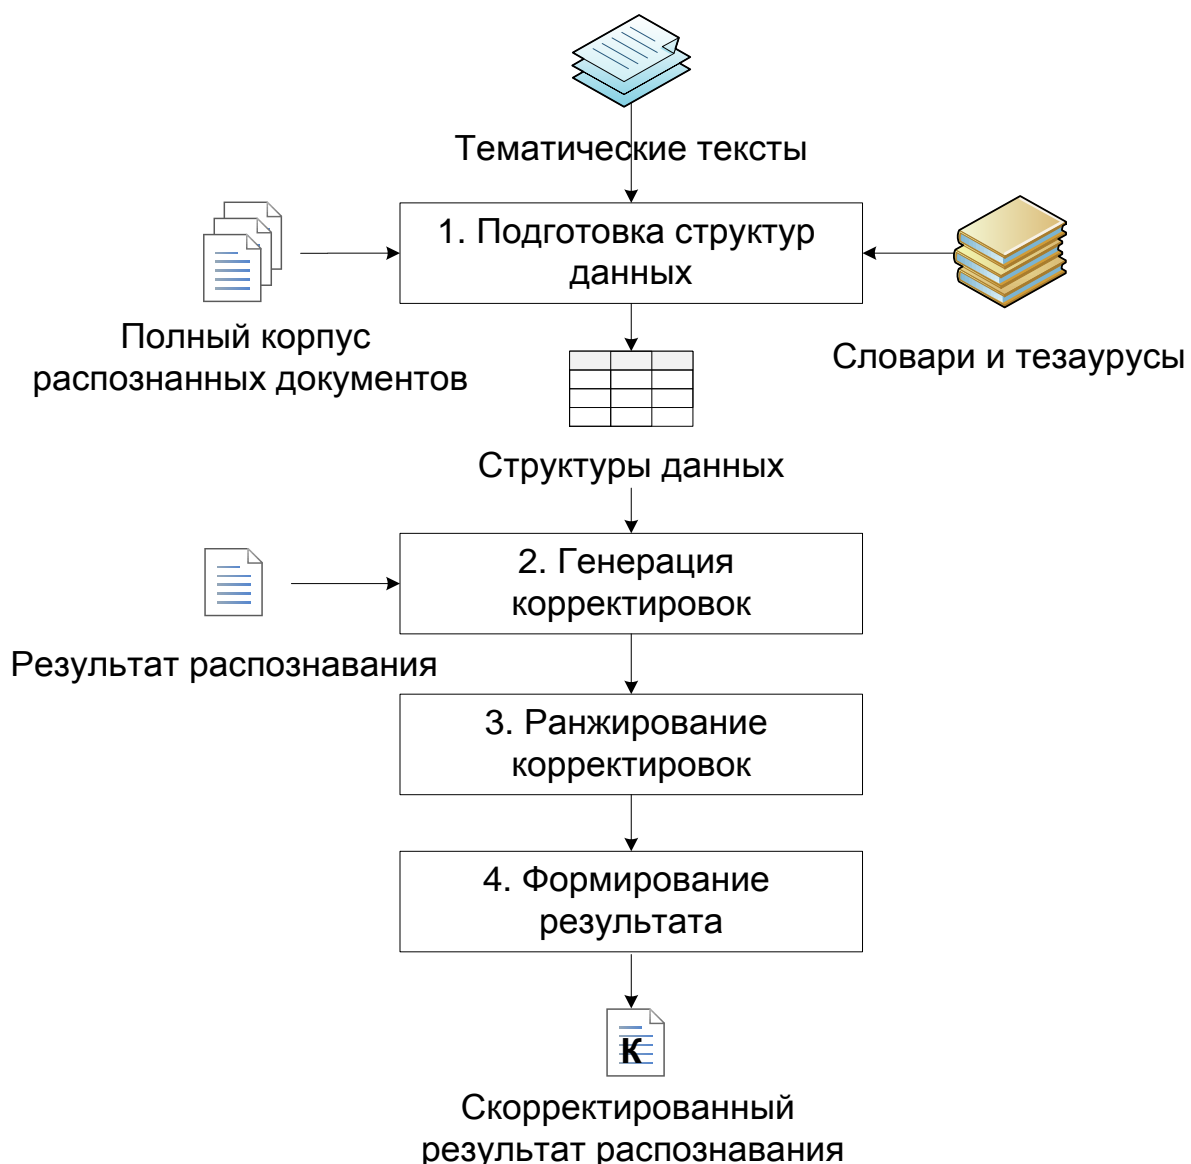 Тематические тексты
1. Подготовка структур
данных
Полный корпус
распознанных документов
Словари и тезаурусы
Структуры данных
2. Генерация
корректировок
Результат распознавания
3. Ранжирование
корректировок
4. Формирование
результата
К
Скорректированный
результат распознавания